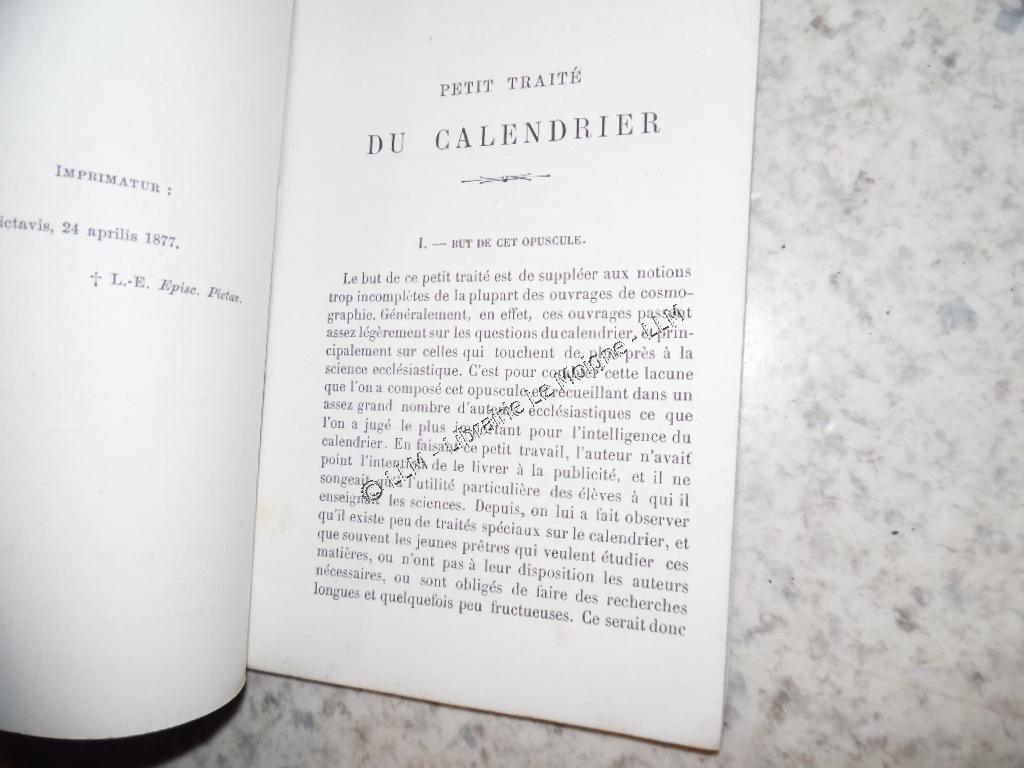 IMPRIMATUR :
ictavis, 24 aprilis 1877.
† L.-E. Episc. Pictav.
PETIT TRAITÉ
DU CALENDRIER
I. — BUT DE CET OPUSCULE.
Le but de ce petit traité est de suppléer aux notions
trop incomplètes de la plupart des ouvrages de cosmo-
graphie. Généralement, en effet, ces ouvrages passent
assez légèrement sur les questions du calendrier, et prin-
cipalement sur celles qui touchent de plus près à la
science ecclésiastique. C'est pour combler cette lacune
que l'on a composé cet opuscule en recueillant dans un
assez grand nombre d'auteurs ecclésiastiques ce que
l'on a jugé le plus important pour l'intelligence du
calendrier. En faisant ce petit travail, l'auteur n'avait
point l'intention de le livrer à la publicité, et il ne
songeait qu'à l'utilité particulière des élèves à qui il
enseignait les sciences. Depuis, on lui a fait observer
qu'il existe peu de traités spéciaux sur le calendrier, et
que souvent les jeunes prêtres qui veulent étudier ces
matières, ou n'ont pas à leur disposition les auteurs
nécessaires, ou sont obligés de faire des recherches
longues et quelquefois peu fructueuses. Ce serait donc
© LLM - Librairie Le Moigne - LLM